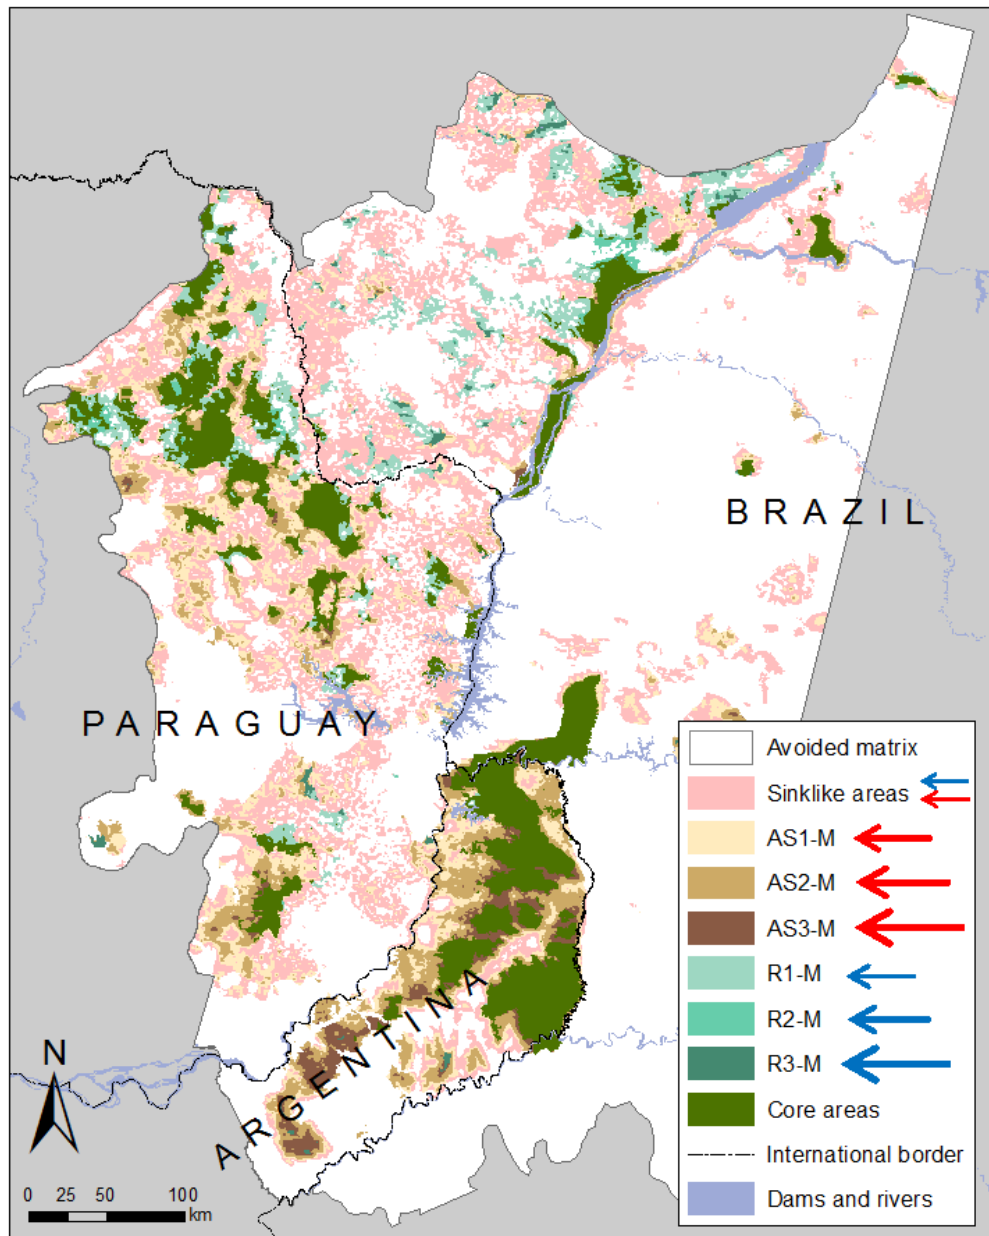 BRAZIL
PARAGUAY
ARGENTINA
Avoided matrix
Sinklike areas
AS1-M
AS2-M
AS3-M
R1-M
R2-M
R3-M
Core areas
International border
Dams and rivers
N
0 25 50 100
km